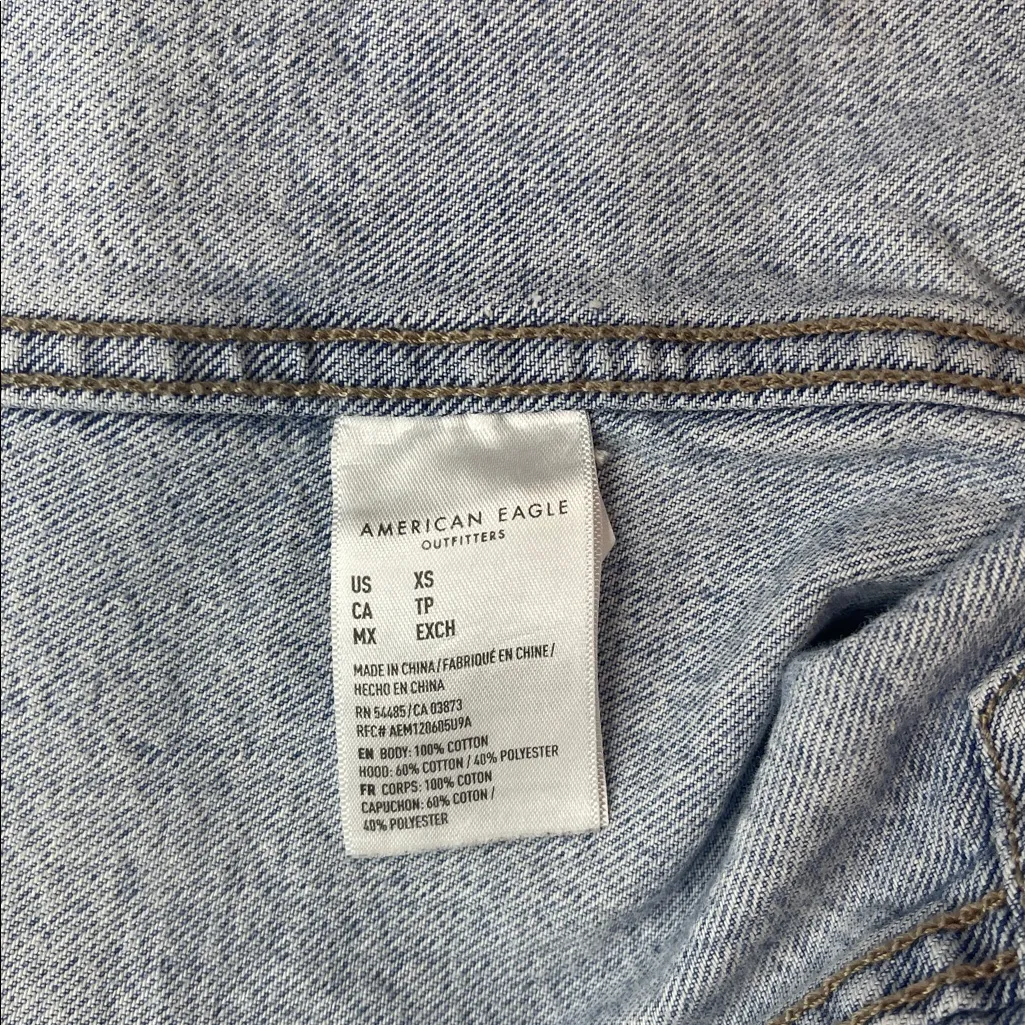 AMERICAN EAGLE
OUTFITTERS
US XS
CA TP
MX EXCH
MADE IN CHINA/FABRIQUÉ EN CHINE/
HECHO EN CHINA
RN 54485/CA 03873
RFC# AEM120605U9A
EN BODY: 100% COTTON
HOOD: 60% COTTON / 40% POLYESTER
FR CORPS: 100% COTON
CAPUCHON: 60% COTON /
40% POLYESTER